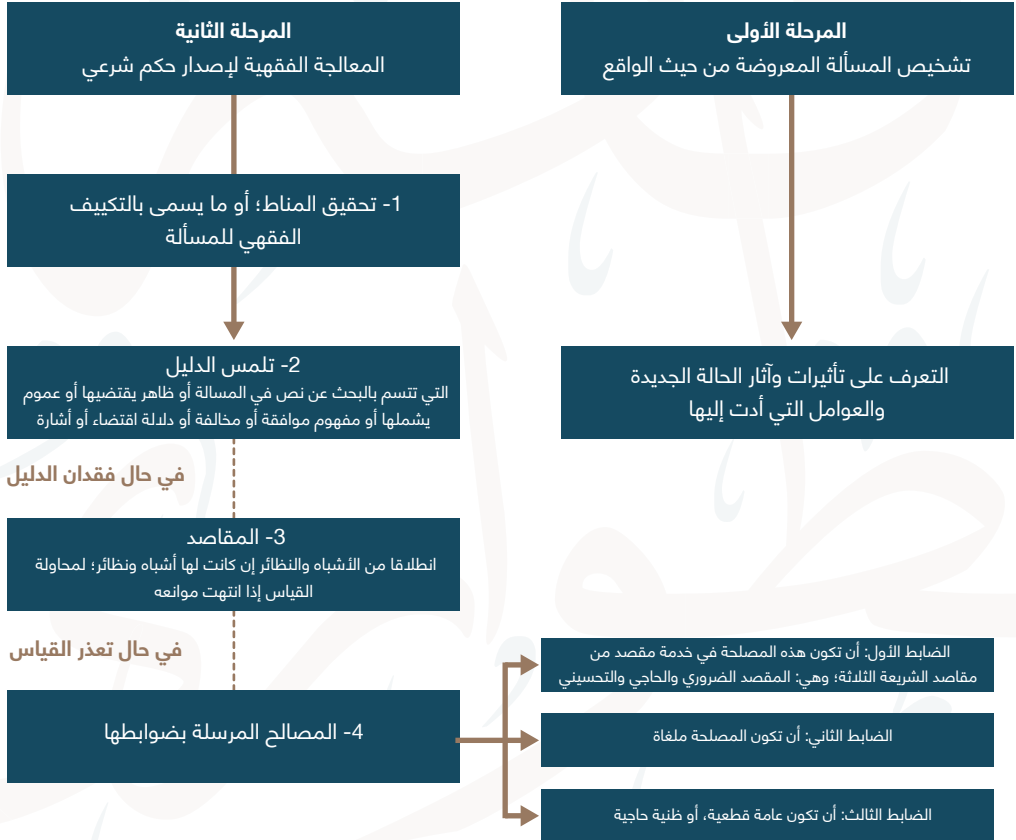 المرحلة الأولى
تشخيص المسألة المعروضة من حيث الواقع
التعرف على تأثيرات وآثار الحالة الجديدة
والعوامل التي أدت إليها
المرحلة الثانية
المعالجة الفقهية لإصدار حكم شرعي
1- تحقيق المناط؛ أو ما يسمى بالتكييف
الفقهي للمسألة
2- تلمس الدليل
التي تتسم بالبحث عن نص في المسالة أو ظاهر يقتضيها أو عموم
يشملها أو مفهوم موافقة أو مخالفة أو دلالة اقتضاء أو أشارة
في حال فقدان الدليل
3- المقاصد
انطلاقا من الأشباه والنظائر إن كانت لها أشباه ونظائر؛ لمحاولة
القياس إذا انتهت موانعه
في حال تعذر القياس
4- المصالح المرسلة بضوابطها
الضابط الأول: أن تكون هذه المصلحة في خدمة مقصد من
مقاصد الشريعة الثلاثة؛ وهي: المقصد الضروري والحاجي والتحسيني
الضابط الثاني: أن تكون المصلحة ملغاة
الضابط الثالث: أن تكون عامة قطعية، أو ظنية حاجية